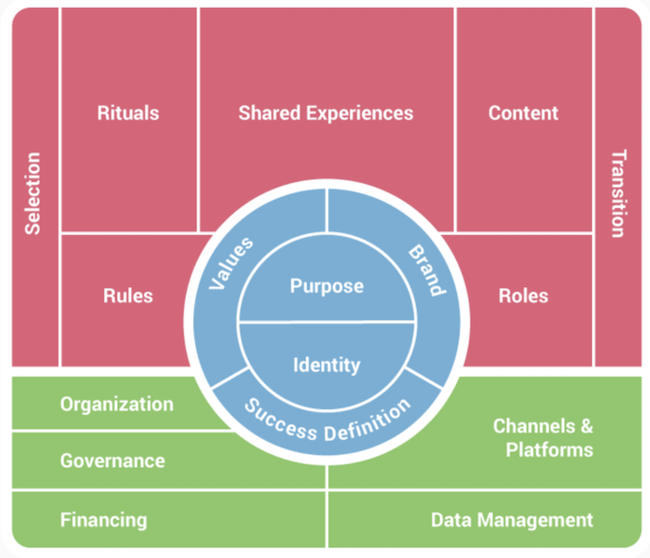 Selection
Rituals
Shared Experiences
Content
Transition
Rules
Roles
Values
Brand
Purpose
Identity
Success Definition
Organization
Governance
Financing
Channels &
Platforms
Data Management